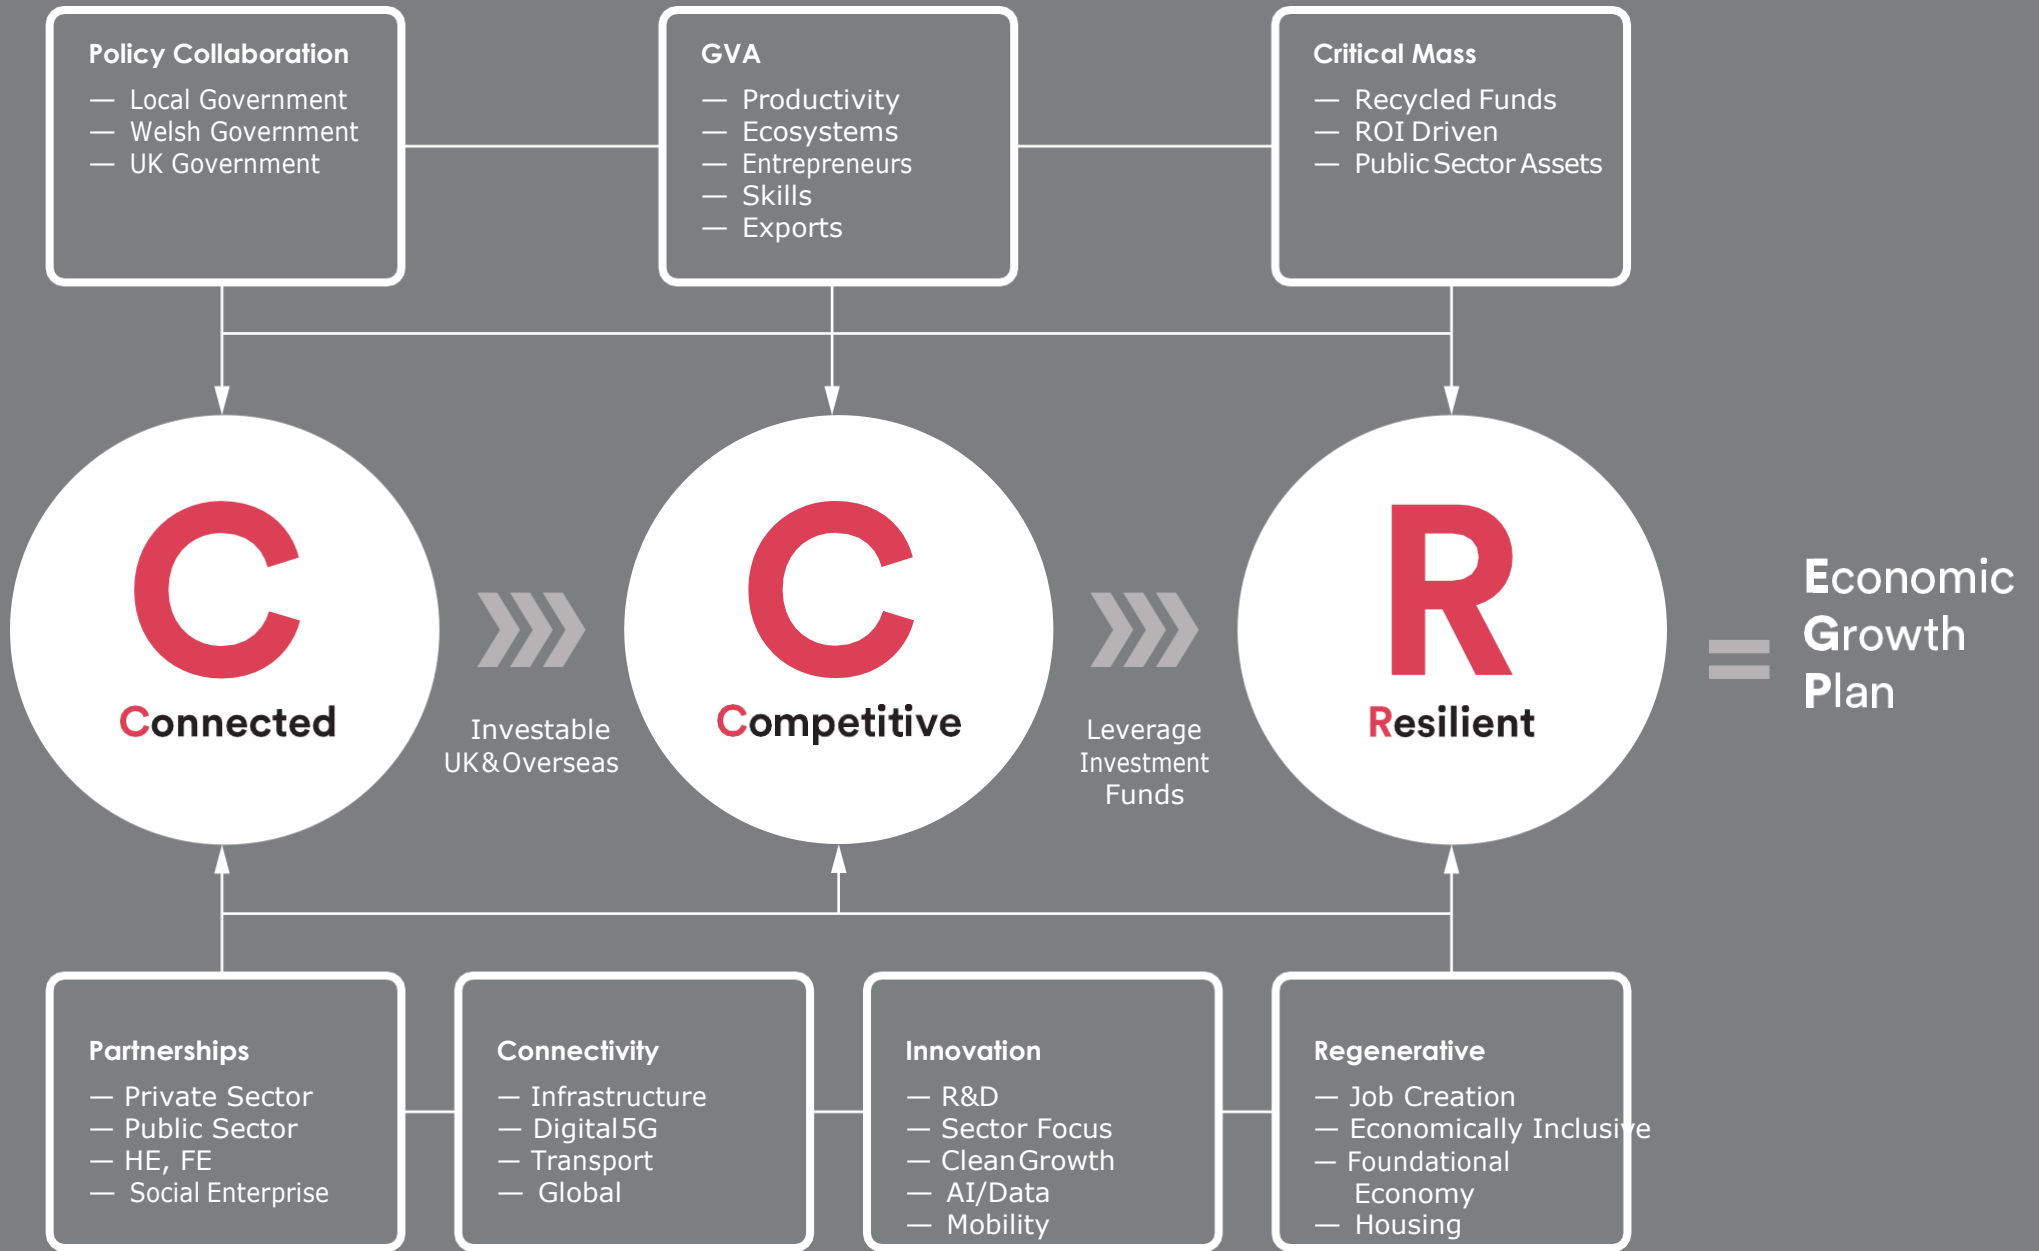 Policy Collaboration
— Local Government
— Welsh Government
— UK Government
GVA
— Productivity
— Ecosystems
— Entrepreneurs
— Skills
— Exports
Critical Mass
— Recycled Funds
— ROI Driven
— Public Sector Assets
C
Connected
Investable
UK&Overseas
C
Competitive
Leverage
Investment
Funds
R
Resilient
=
Economic
Growth
Plan
Partnerships
— Private Sector
— Public Sector
— HE, FE
— Social Enterprise
Connectivity
— Infrastructure
— Digital 5G
— Transport
— Global
Innovation
— R&D
— Sector Focus
— Clean Growth
— AI/Data
— Mobility
Regenerative
— Job Creation
— Economically Inclusive
— Foundational
Economy
— Housing